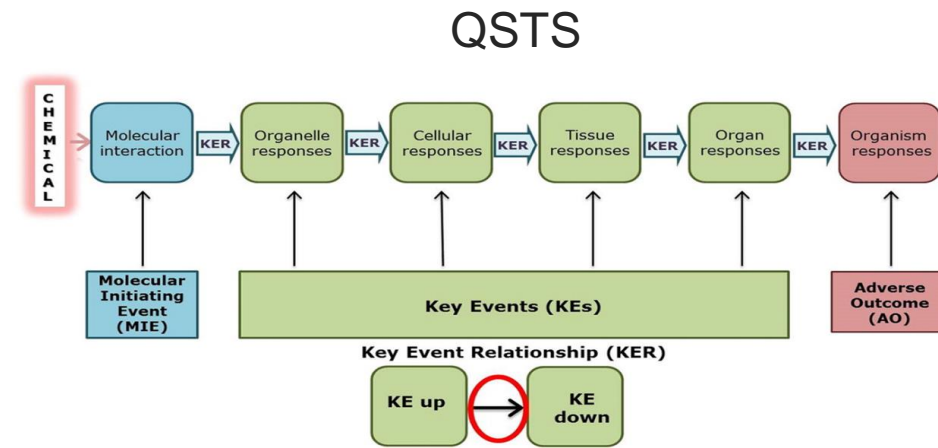 QSTS
CHEMICAL
Molecular
interaction
KER
Organelle
responses
KER
Cellular
responses
KER
Tissue
responses
KER
Organ
responses
KER
Organism
responses
Molecular
Initiating
Event
(MIE)
Key Events (KEs)
Adverse
Outcome
(AO)
Key Event Relationship (KER)
KE up
KE
down